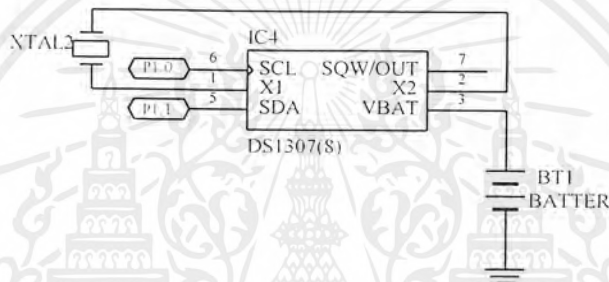 XTAL2
IC4
P1.0
6
SCL
SQW/OUT
7
1
X1
X2
2
P1.1
5
SDA
VBAT
3
DS1307(8)
BT1
BATTER